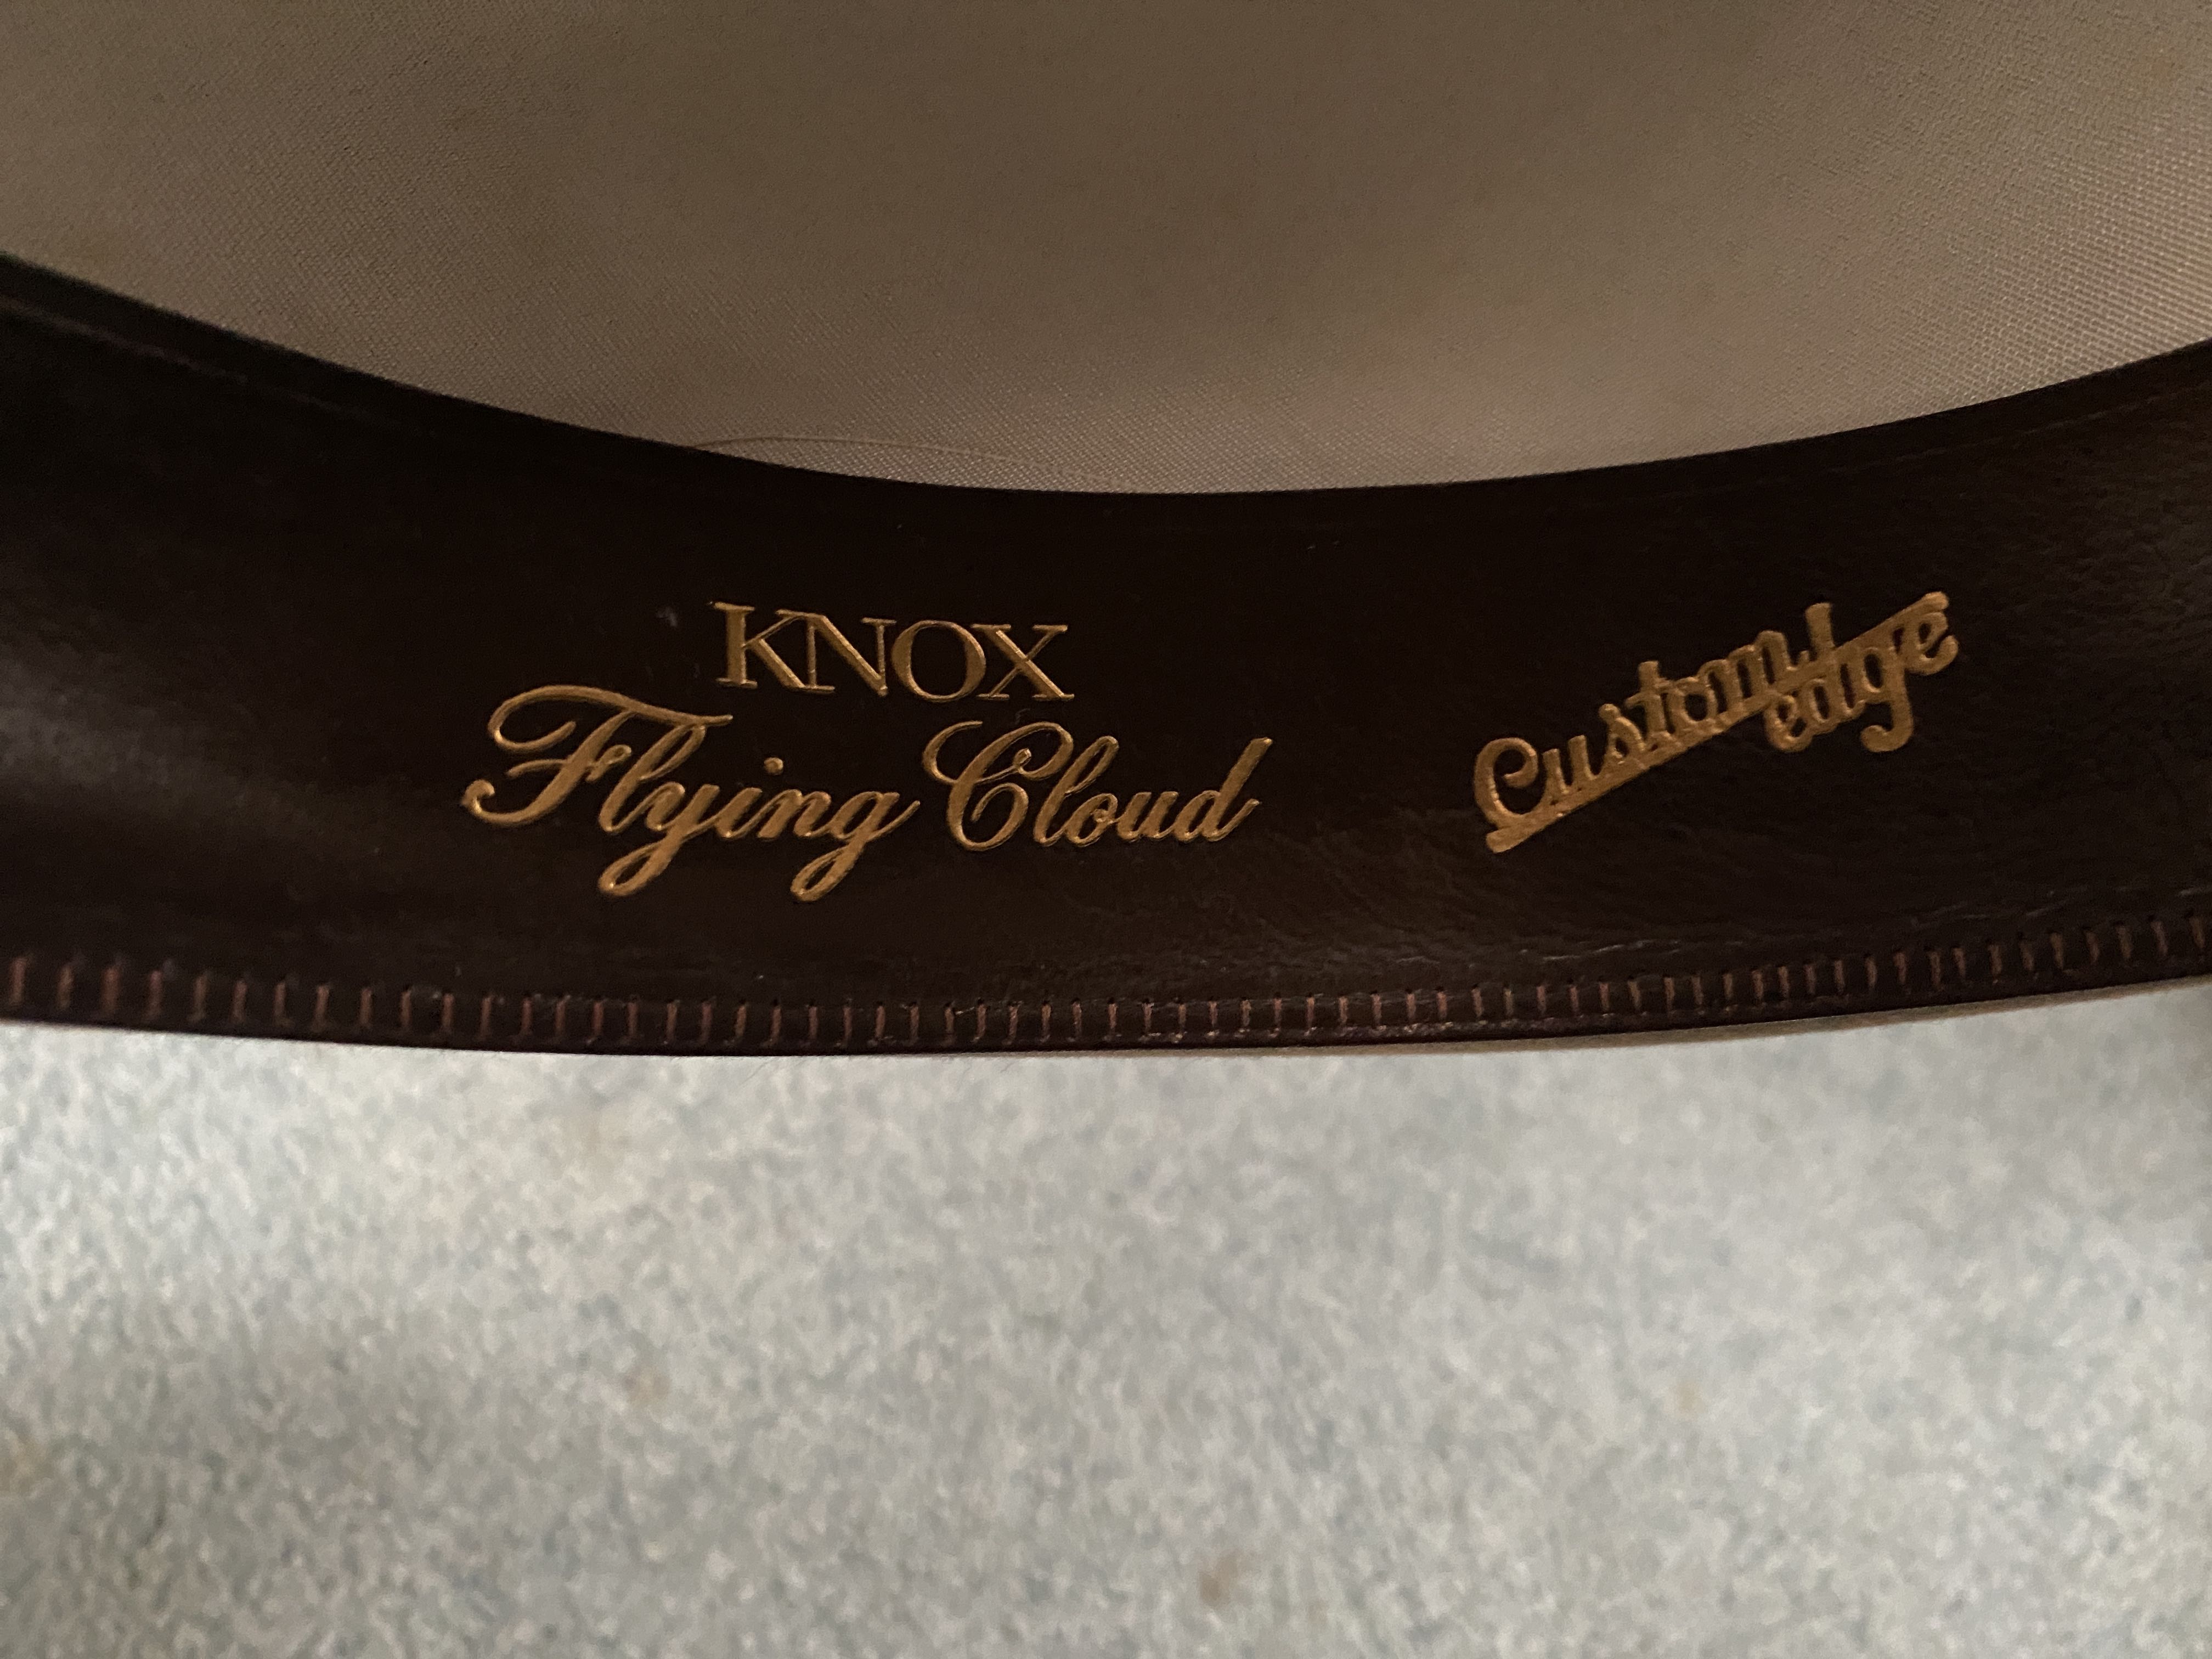 KNOX
Flying Cloud
Custom
edge